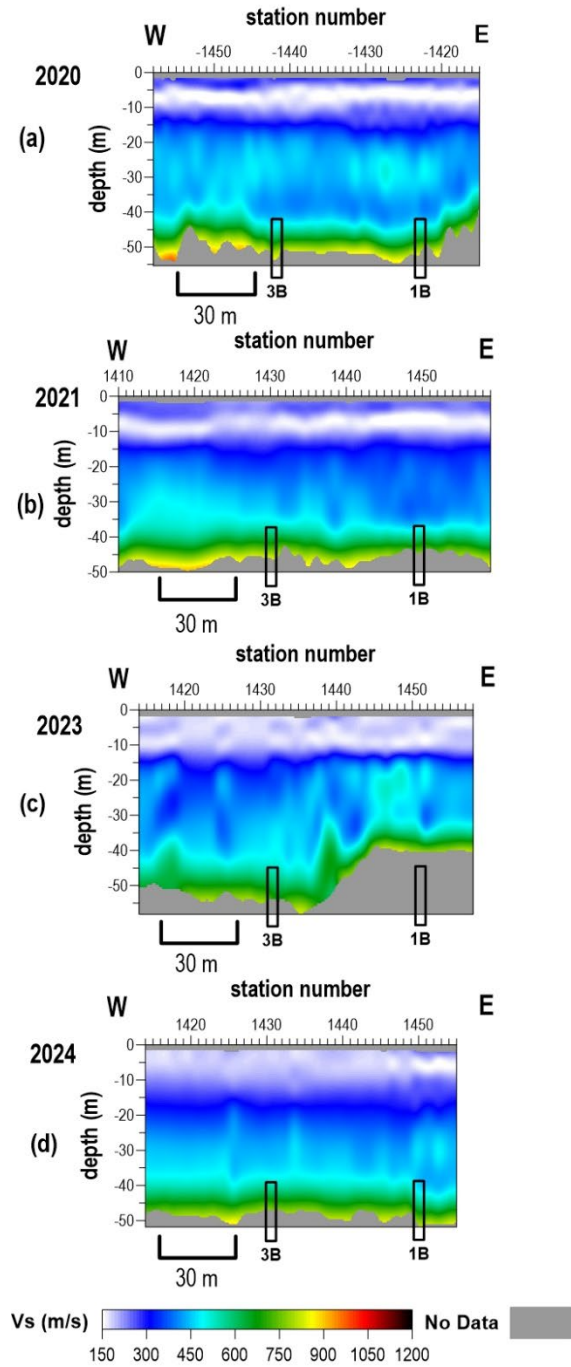 station number
W E
-1450 -1440 -1430 -1420
2020
(a)
depth (m)
0
-10
-20
-30
-40
-50
3B 1B
30 m
station number
W E
1410 1420 1430 1440 1450
2021
(b)
depth (m)
0
-10
-20
-30
-40
-50
3B 1B
30 m
station number
W E
1420 1430 1440 1450
2023
(c)
depth (m)
0
-10
-20
-30
-40
-50
3B 1B
30 m
station number
W E
1420 1430 1440 1450
2024
(d)
depth (m)
0
-10
-20
-30
-40
-50
3B 1B
30 m
Vs (m/s) No Data
150 300 450 600 750 900 1050 1200